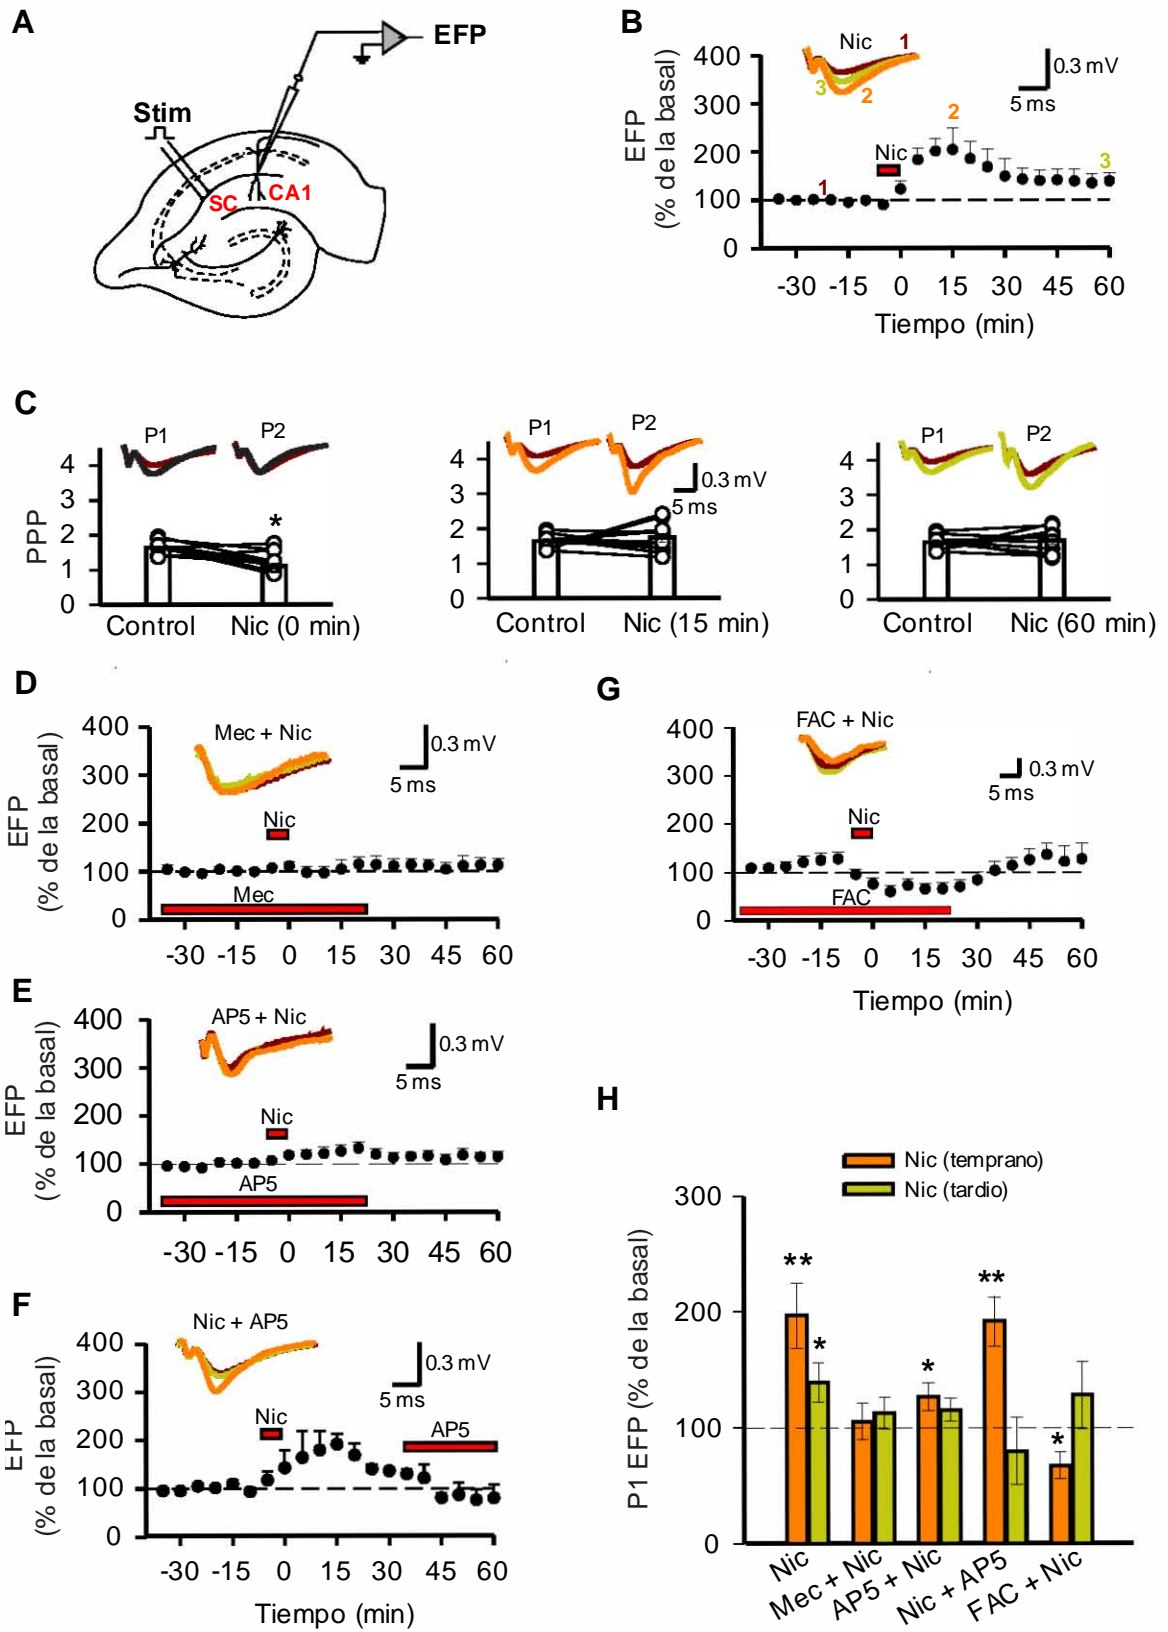 A
EFP
Stim
SC
CA1
B
EFP
(% de la basal)
400
300
200
100
0
Nic
1
2
3
0.3 mV
5 ms
Nic
1
2
3
-30 -15 0 15 30 45 60
Tiempo (min)
C
PPP
4
3
2
1
0
P1
P2
*
Control
Nic (0 min)
4
3
2
1
0
P1
P2
0.3 mV
5 ms
Control
Nic (15 min)
4
3
2
1
0
P1
P2
Control
Nic (60 min)
D
EFP
(% de la basal)
400
300
200
100
0
Mec + Nic
0.3 mV
5 ms
Nic
Mec
-30 -15 0 15 30 45 60
E
EFP
(% de la basal)
400
300
200
100
0
AP5 + Nic
0.3 mV
5 ms
Nic
AP5
-30 -15 0 15 30 45 60
F
EFP
(% de la basal)
400
300
200
100
0
Nic + AP5
0.3 mV
5 ms
Nic
AP5
-30 -15 0 15 30 45 60
Tiempo (min)
G
400
300
200
100
0
FAC + Nic
0.3 mV
5 ms
Nic
FAC
-30 -15 0 15 30 45 60
Tiempo (min)
H
Nic (temprano)
Nic (tardio)
P1 EFP (% de la basal)
300
200
100
0
**
*
*
**
*
Nic
Mec + Nic
AP5 + Nic
Nic + AP5
FAC + Nic